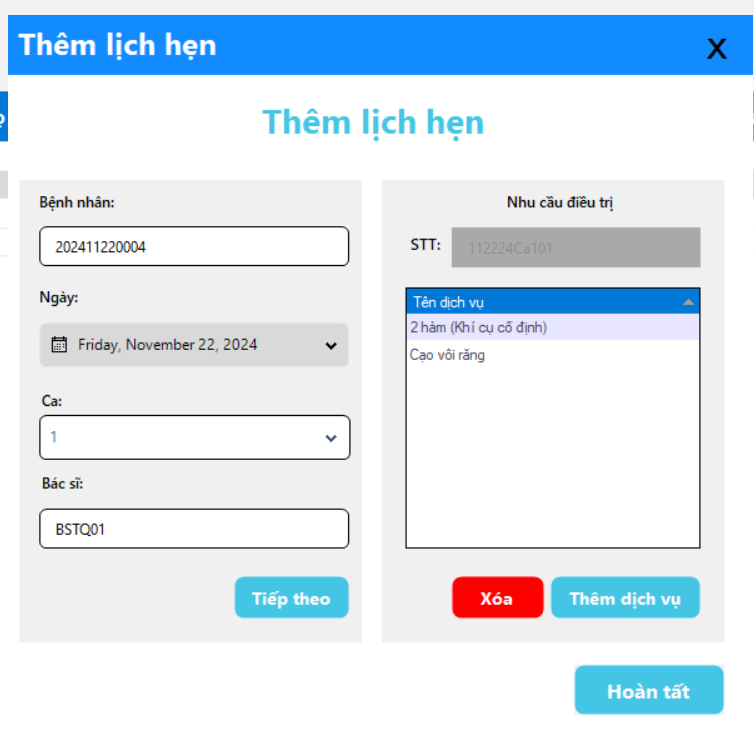 Thêm lịch hẹn
X
Thêm lịch hẹn
Bệnh nhân:
202411220004
Ngày:
Friday, November 22, 2024
Ca:
1
Bác sĩ:
BSTQ01
Tiếp theo
Nhu cầu điều trị
STT:
112224Ca101
Tên dịch vụ
2 hàm (Khí cụ cố định)
Cạo vôi răng
Xóa
Thêm dịch vụ
Hoàn tất